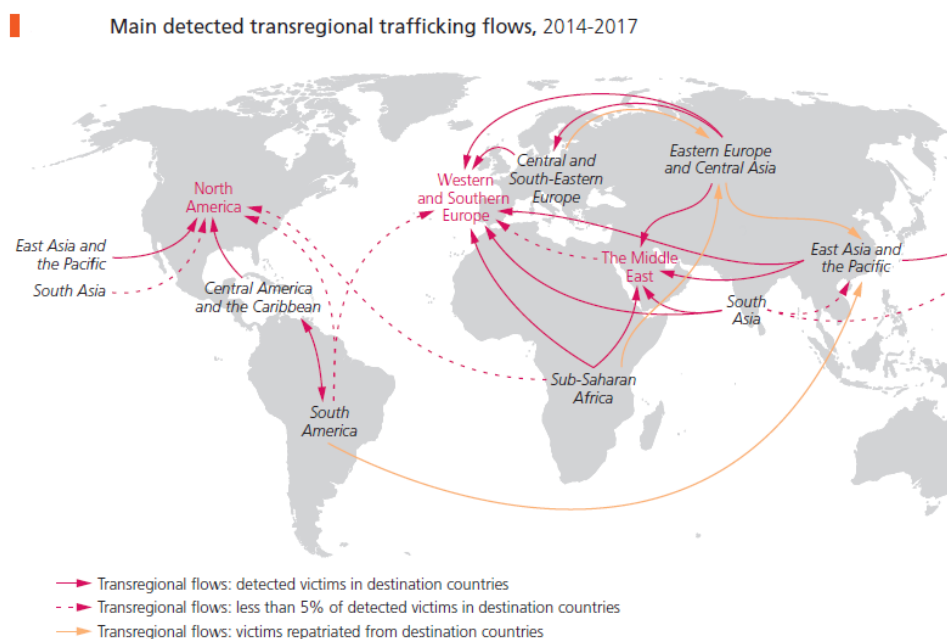 Main detected transregional trafficking flows, 2014-2017
Eastern Europe
and Central Asia
Central and
South-Eastern
Europe
Western
and Southern
Europe
North
America
East Asia and
the Pacific
South Asia
Central America
and the Caribbean
The Middle
East
East Asia and
the Pacific
South
Asia
Sub-Saharan
Africa
South
America
Transregional flows: detected victims in destination countries
Transregional flows: less than 5% of detected victims in destination countries
Transregional flows: victims repatriated from destination countries